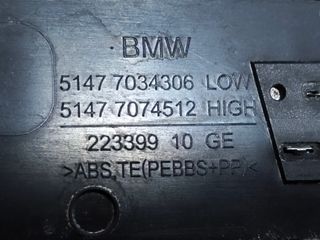 BMW
5147 7034306 LOW
5147 7074512 HIGH
223399 10 GE
>ABS,TE(PEBBS+PP)<